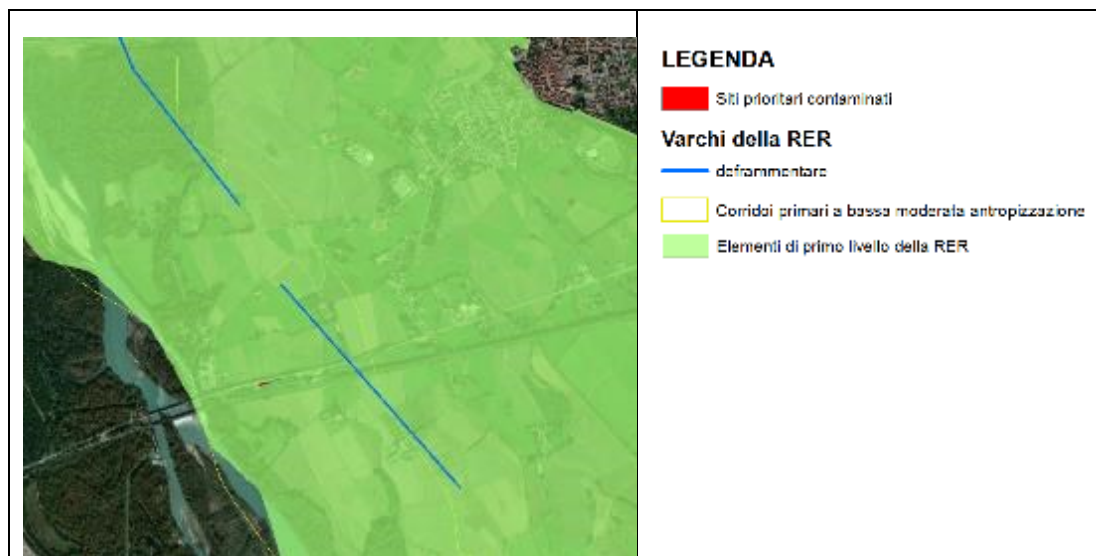 LEGENDA
Siti prioritari contaminati
Varchi della RER
deframmentare
Corridoi primari a bassa moderata antropizzazione
Elementi di primo livello della RER